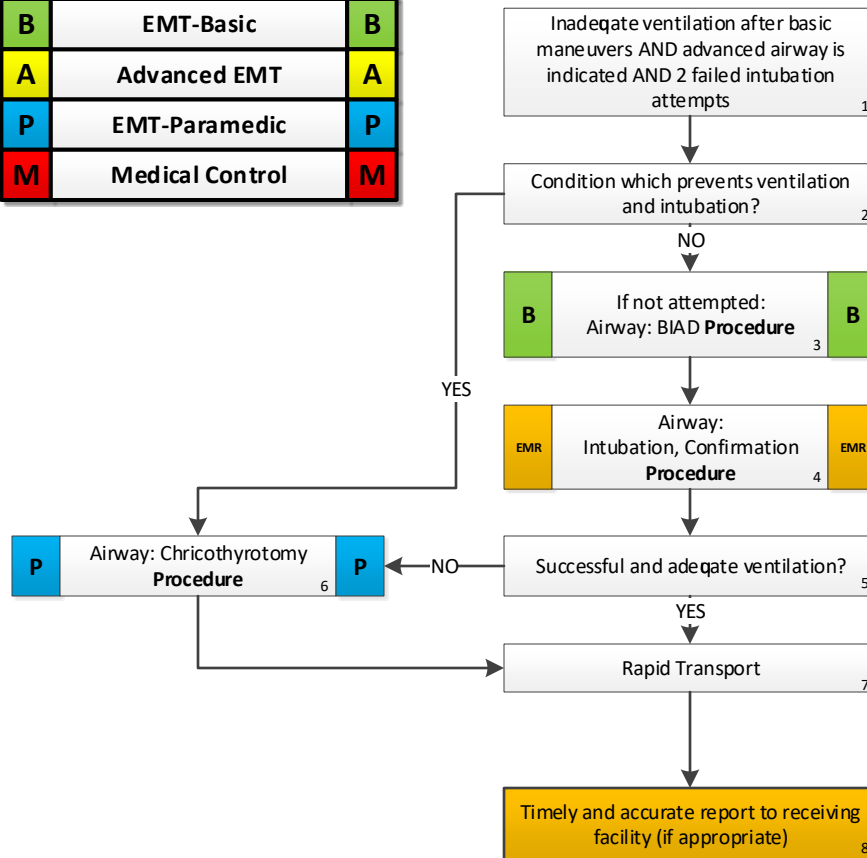 B EMT-Basic B
A Advanced EMT A
P EMT-Paramedic P
M Medical Control M
Inadeqate ventilation after basic
maneuvers AND advanced airway is
indicated AND 2 failed intubation
attempts
1
Condition which prevents ventilation
and intubation?
2
NO
YES
B
If not attempted:
Airway: BIAD Procedure
3
B
EMR
Airway:
Intubation, Confirmation
Procedure
4
EMR
P
Airway: Chricothyrotomy
Procedure
6
P
NO
Successful and adeqate ventilation?
5
YES
Rapid Transport
7
Timely and accurate report to receiving
facility (if appropriate)
8